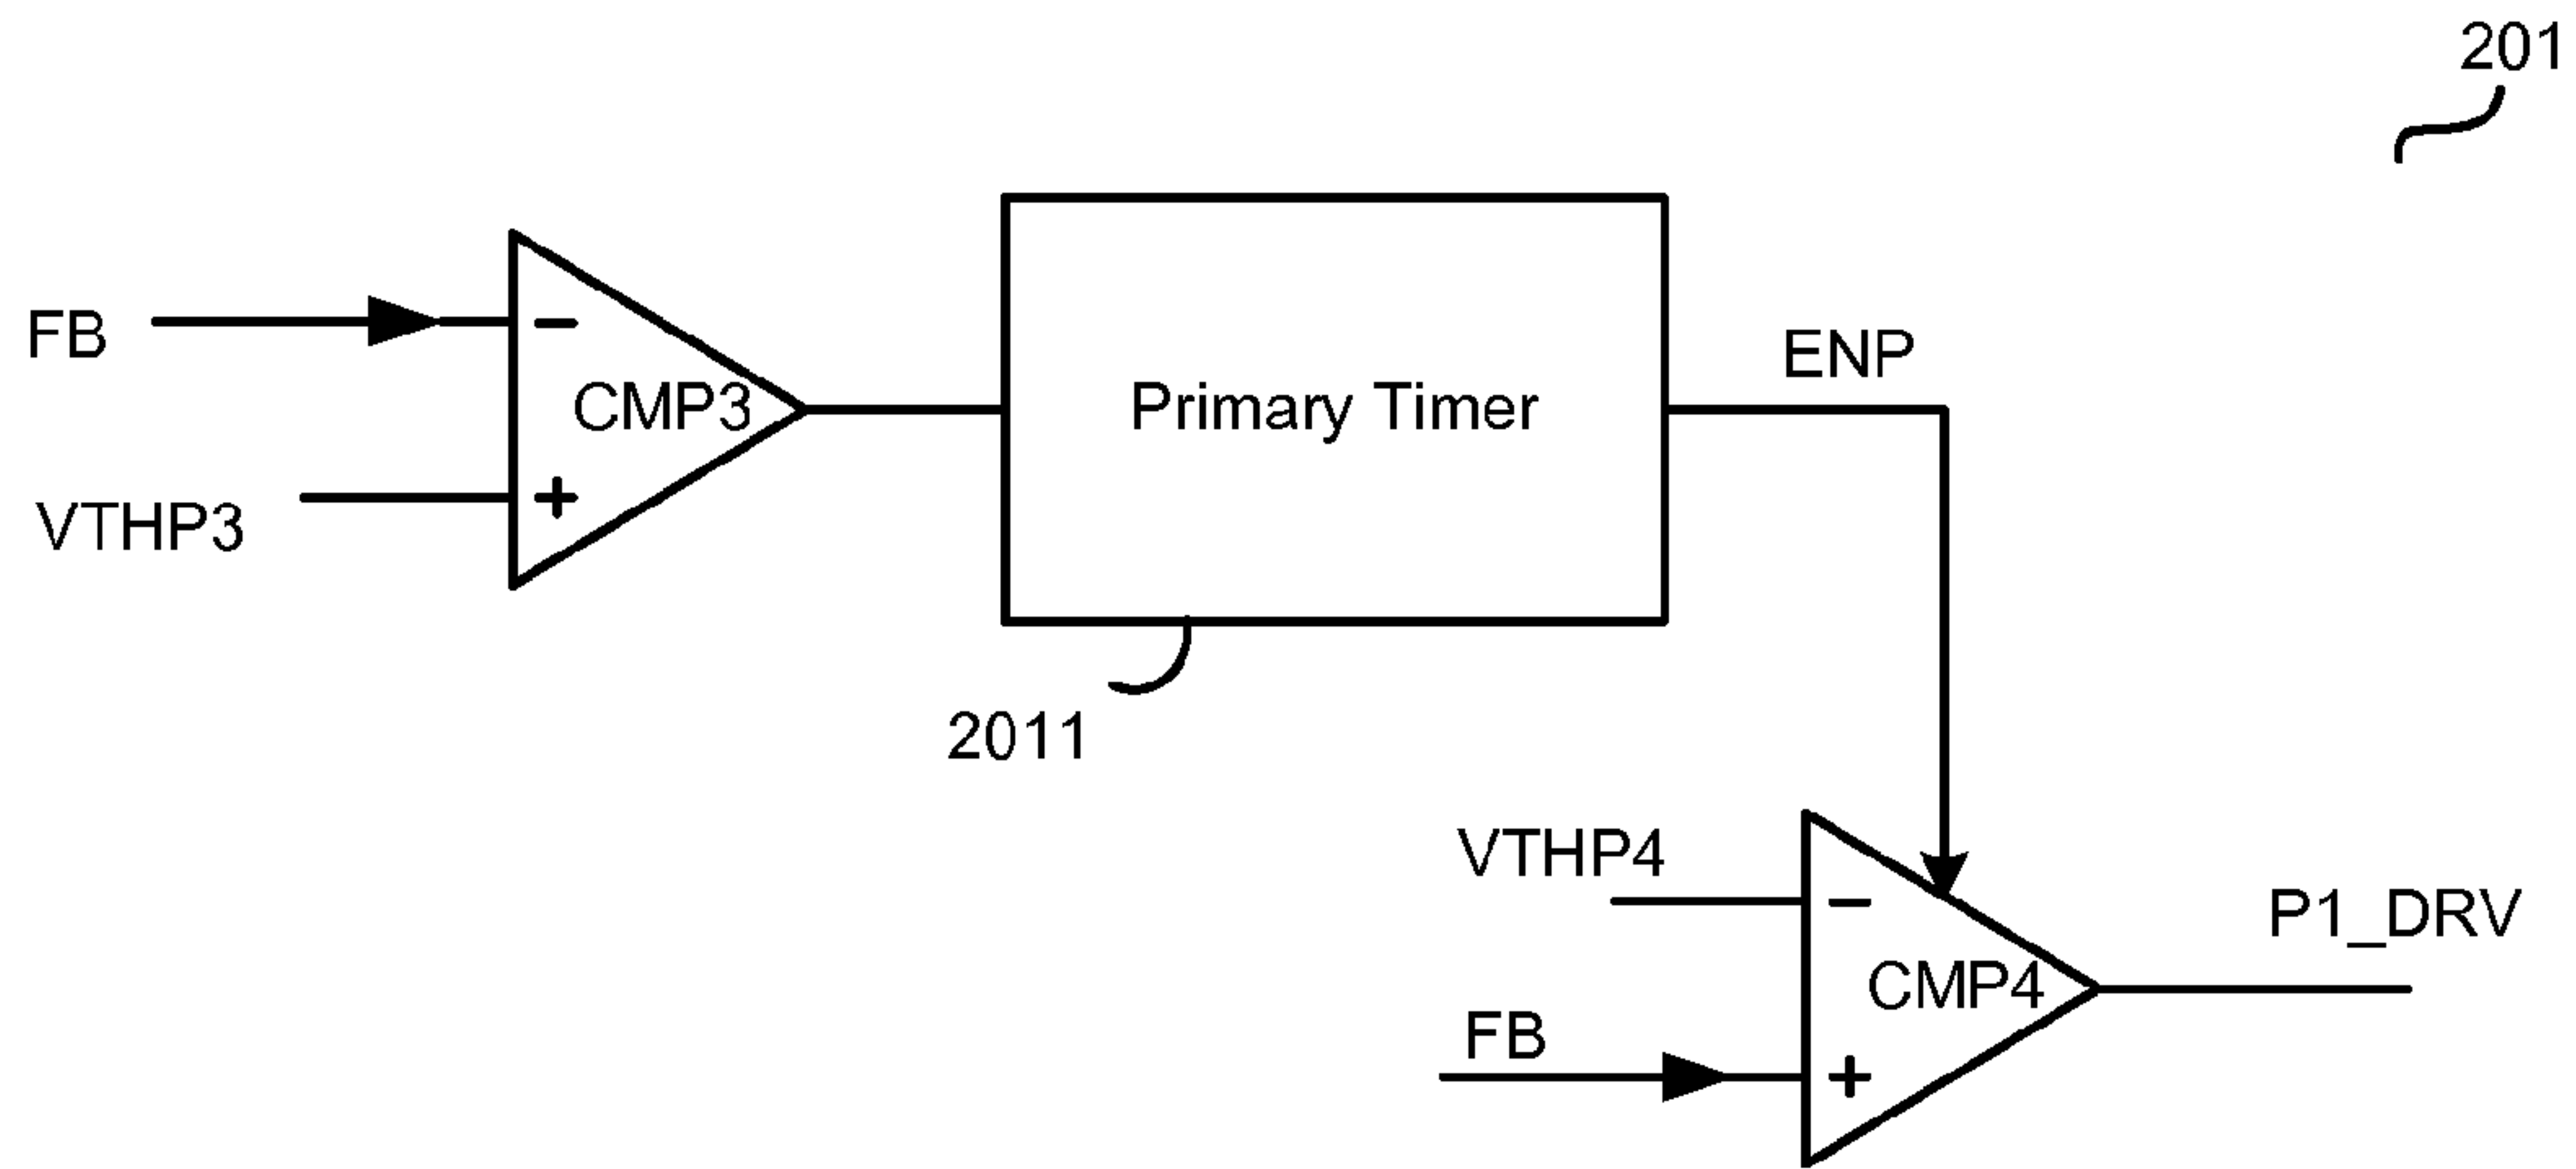 201
FB
−
CMP3
VTHP3
+
Primary Timer
ENP
2011
VTHP4
−
CMP4
P1_DRV
FB
+